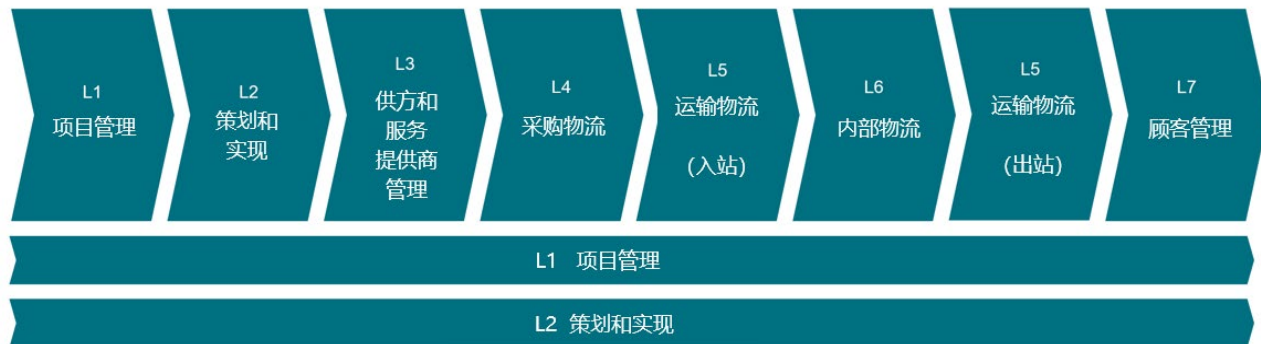 L1
项目管理
L2
策划和
实现
L3
供方和
服务
提供商
管理
L4
采购物流
L5
运输物流
(入站)
L6
内部物流
L5
运输物流
(出站)
L7
顾客管理
L1 项目管理
L2 策划和实现